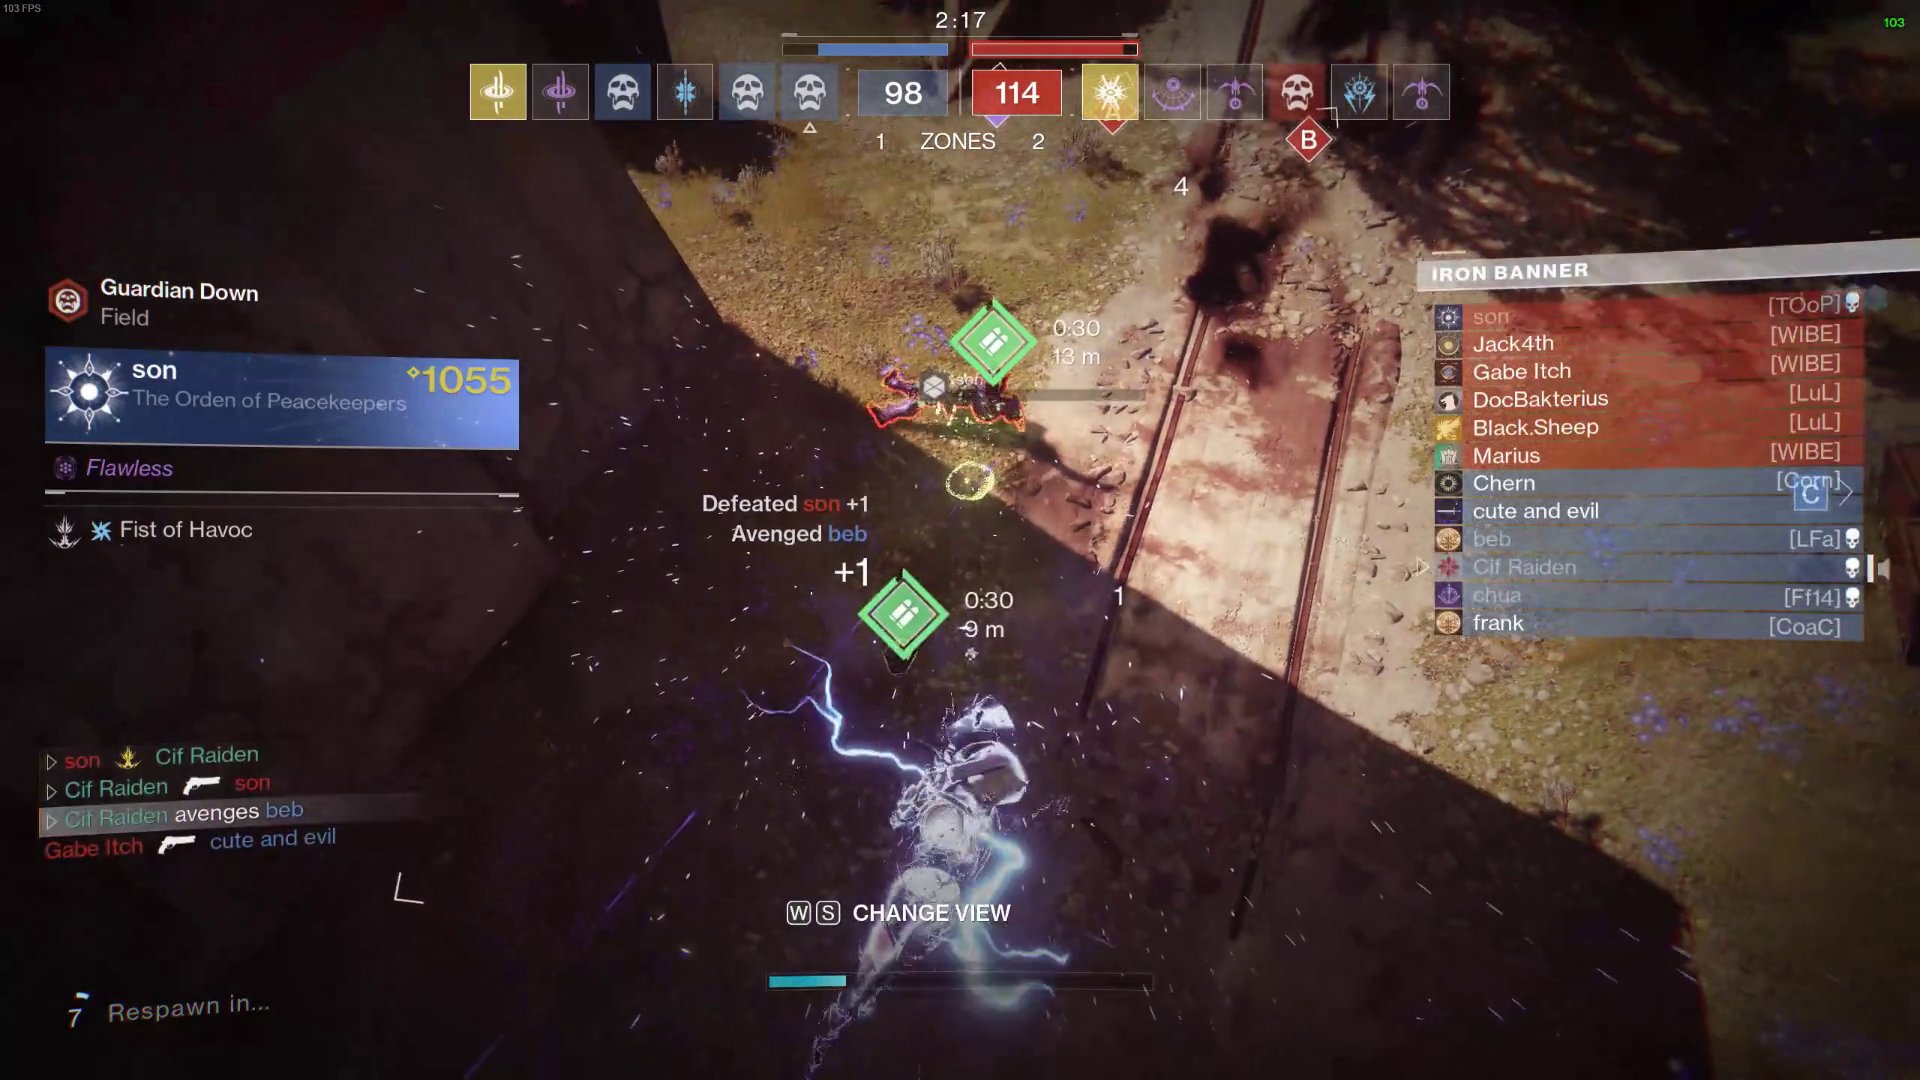 103 FPS
103
2:17
98
114
1 ZONES 2
A
B
4
IRON BANNER
son [TOoP]
Jack4th [WIBE]
Gabe Itch [WIBE]
DocBakterius [LuL]
Black.Sheep [LuL]
Marius [WIBE]
Chern [Corn]
C
cute and evil
beb [LFa]
Cif Raiden
chua [Ff14]
frank [CoaC]
Guardian Down
Field
son 1055
The Orden of Peacekeepers
Flawless
Fist of Havoc
0:30
13 m
son
Defeated son +1
Avenged beb
+1
0:30
9 m
1
son Cif Raiden
Cif Raiden son
Cif Raiden avenges beb
Gabe Itch cute and evil
W S CHANGE VIEW
7 Respawn in...